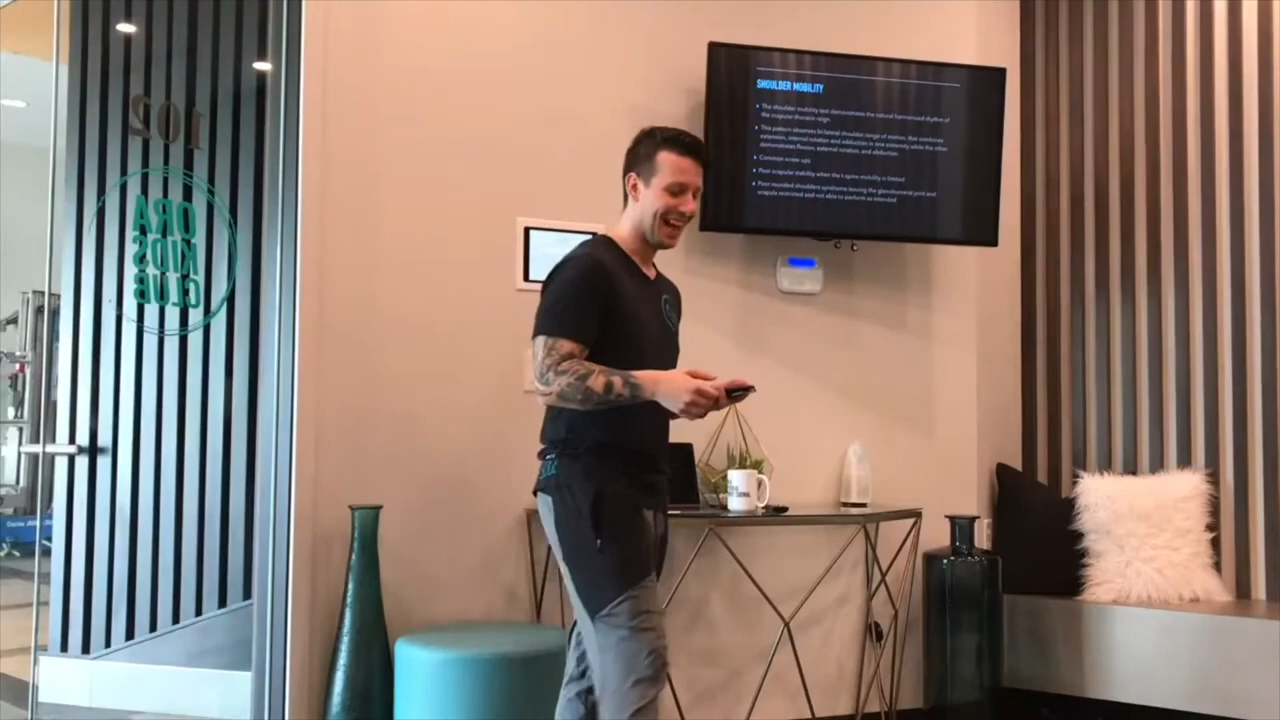 102
ORA
KIDS
CLUB
SHOULDER MOBILITY
The shoulder mobility test demonstrates the natural harmonized rhythm of
the scapular thoracic reign.
This pattern observes bi-lateral shoulder range of motion, that combines
extension, internal rotation and adduction in one extremity while the other
demonstrates flexion, external rotation, and abduction.
Common screw ups
Poor scapular stability when the t-spine mobility is limited
Poor rounded shoulders syndrome leaving the glenohumeral joint and
scapula restricted and not able to perform as intended